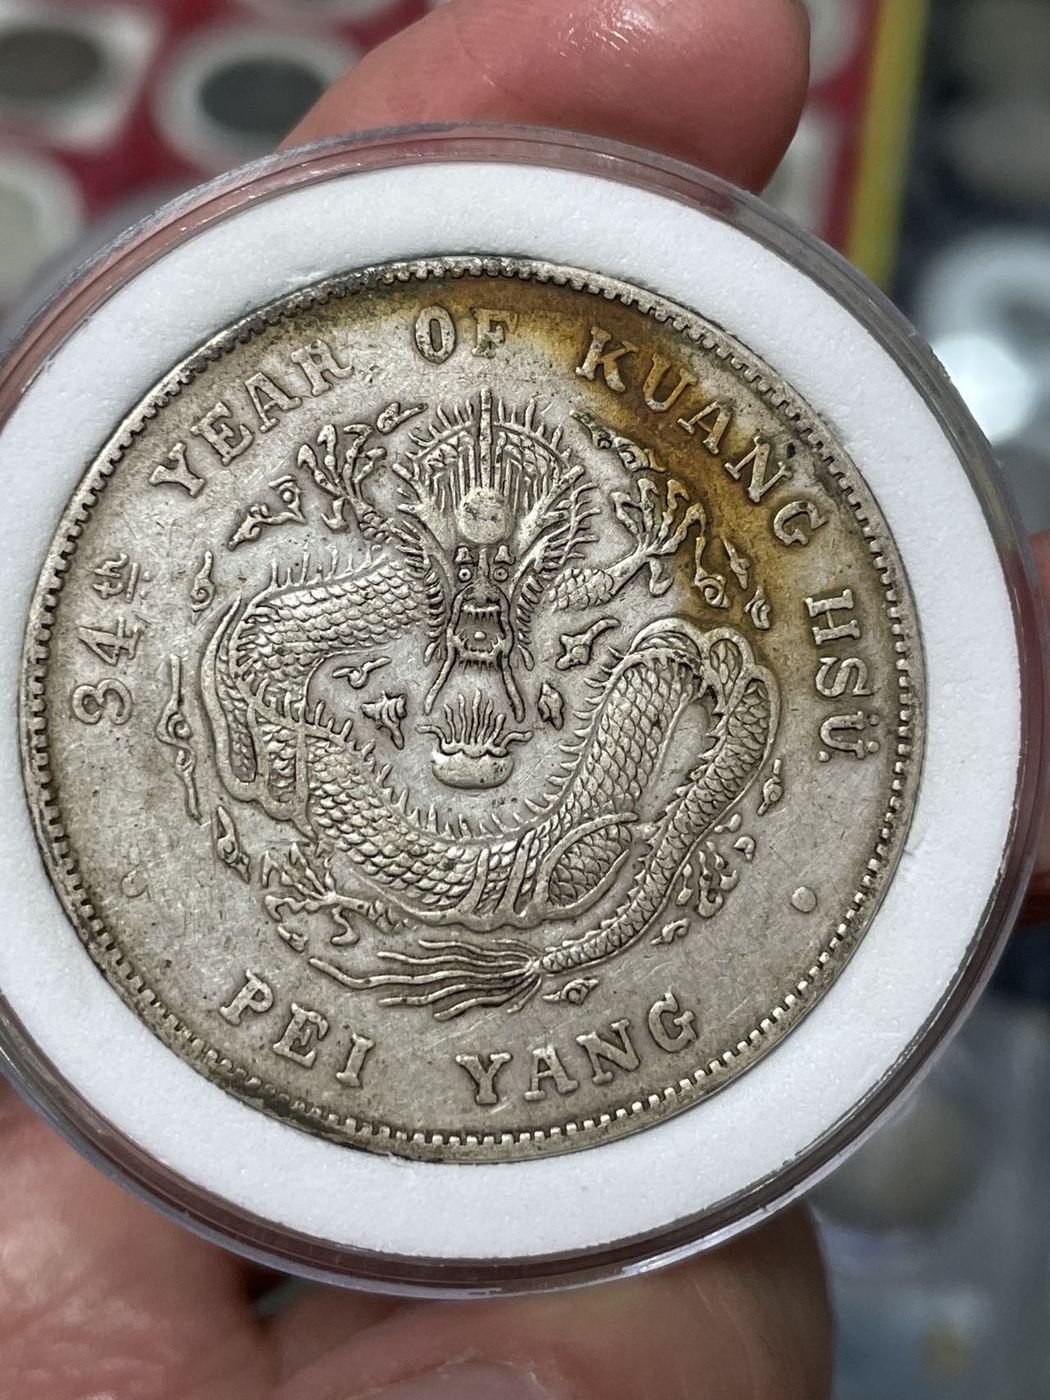 34th YEAR OF KUANG HSÜ.
PEI YANG